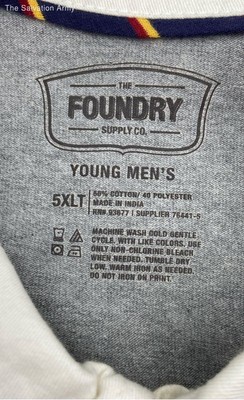 The Salvation Army
THE
FOUNDRY
SUPPLY CO.
YOUNG MEN'S
5XLT
60% COTTON/ 40 POLYESTER
MADE IN INDIA
RN# 93677 | SUPPLIER 76441-5
MACHINE WASH COLD GENTLE
CYCLE. WITH LIKE COLORS. USE
ONLY NON-CHLORINE BLEACH
WHEN NEEDED. TUMBLE DRY
LOW. WARM IRON AS NEEDED.
DO NOT IRON ON PRINT.